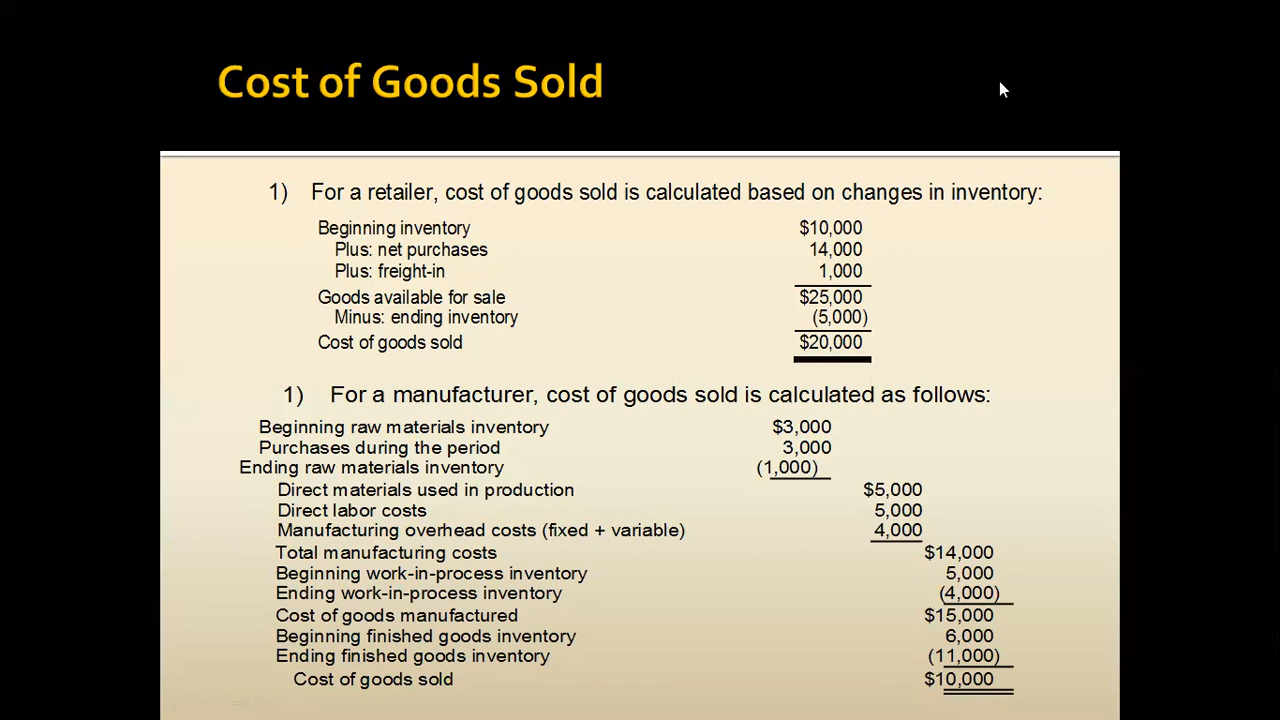 Cost of Goods Sold
1) For a retailer, cost of goods sold is calculated based on changes in inventory:
Beginning inventory $10,000
Plus: net purchases 14,000
Plus: freight-in 1,000
Goods available for sale $25,000
Minus: ending inventory (5,000)
Cost of goods sold $20,000
1) For a manufacturer, cost of goods sold is calculated as follows:
Beginning raw materials inventory $3,000
Purchases during the period 3,000
Ending raw materials inventory (1,000)
Direct materials used in production $5,000
Direct labor costs 5,000
Manufacturing overhead costs (fixed + variable) 4,000
Total manufacturing costs $14,000
Beginning work-in-process inventory 5,000
Ending work-in-process inventory (4,000)
Cost of goods manufactured $15,000
Beginning finished goods inventory 6,000
Ending finished goods inventory (11,000)
Cost of goods sold $10,000